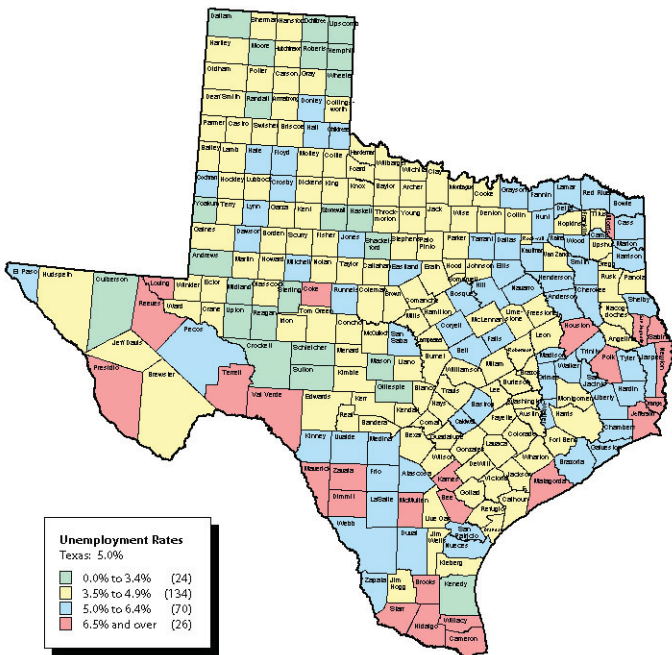 Dallam Sherman Hansford Ochiltree Lipscomb
Hartley Moore Hutchinson Roberts Hemphill
Oldham Potter Carson Gray Wheeler
Dean'Smith Randall Armstrong Donley Collingsworth
Parmer Castro Swisher Briscoe Hall Childress
Bailey Lamb Hale Floyd Motley Cottle Hardeman
Foard Wilbarger Wichita Clay Montague Cooke Grayson Fannin Lamar Red River Bowie
Cochran Hockley Lubbock Crosby Dickens King Knox Baylor Archer
Yoakum Terry Lynn Garza Kent Stonewall Haskell Throckmorton Young Jack Wise Denton Collin Hunt Delta Hopkins Franklin Titus Morris Cass
Gaines Dawson Borden Scurry Fisher Jones Shackelford Stephens Palo Pinto Parker Tarrant Dallas Rockwall Kaufman Rains Wood Camp Upshur Marion
Andrews Martin Howard Mitchell Nolan Taylor Callahan Eastland Erath Hood Johnson Ellis Van Zandt Smith Gregg Harrison
El Paso Hudspeth Culberson Loving Winkler Ector Midland Glasscock Sterling Coke Runnels Coleman Brown Comanche Bosque Hill Navarro Henderson Rusk Panola
Reeves Ward Crane Upton Reagan Irion Tom Green Concho McCulloch San Saba Mills Hamilton Coryell McLennan Limestone Freestone Anderson Cherokee Nacogdoches Shelby
Jeff Davis Pecos Crockett Schleicher Menard Mason Llano Burnet Bell Falls Leon Houston Angelina Sabine
Presidio Brewster Terrell Val Verde Sutton Kimble Gillespie Blanco Williamson Milam Madison Trinity Polk Tyler Jasper Newton
Edwards Kerr Real Bandera Kendall Hays Travis Lee Burleson Grimes Walker Hardin
Kinney Uvalde Medina Bexar Comal Guadalupe Caldwell Bastrop Fayette Washington Austin Montgomery Liberty Orange Jefferson
Maverick Zavala Frio Atascosa Wilson Gonzales Lavaca Colorado Fort Bend Harris Chambers Galveston
Dimmit LaSalle McMullen Karnes DeWitt Victoria Jackson Wharton Brazoria Matagorda
Webb Duval Live Oak Bee Goliad Refugio Calhoun
Jim Wells San Patricio Nueces Kleberg
Zapata Jim Hogg Brooks Kenedy
Starr Hidalgo Willacy Cameron
Unemployment Rates
Texas: 5.0%
0.0% to 3.4% (24)
3.5% to 4.9% (134)
5.0% to 6.4% (70)
6.5% and over (26)